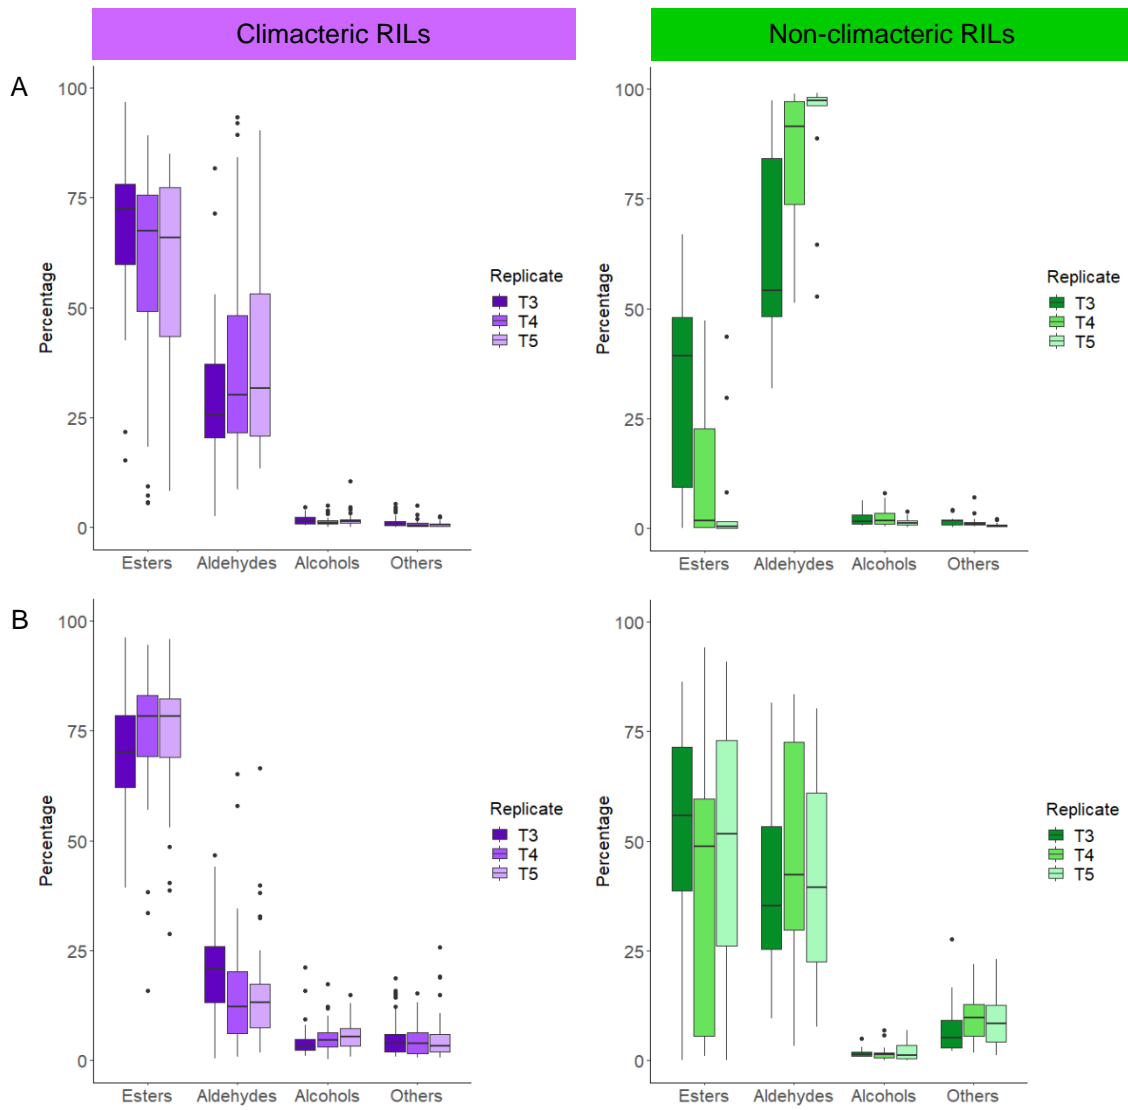 Climacteric RILs
Non-climacteric RILs
A
100
75
50
25
0
Percentage
Esters
Aldehydes
Alcohols
Others
Replicate
T3
T4
T5
100
75
50
25
0
Percentage
Esters
Aldehydes
Alcohols
Others
Replicate
T3
T4
T5
B
100
75
50
25
0
Percentage
Esters
Aldehydes
Alcohols
Others
Replicate
T3
T4
T5
100
75
50
25
0
Percentage
Esters
Aldehydes
Alcohols
Others
Replicate
T3
T4
T5